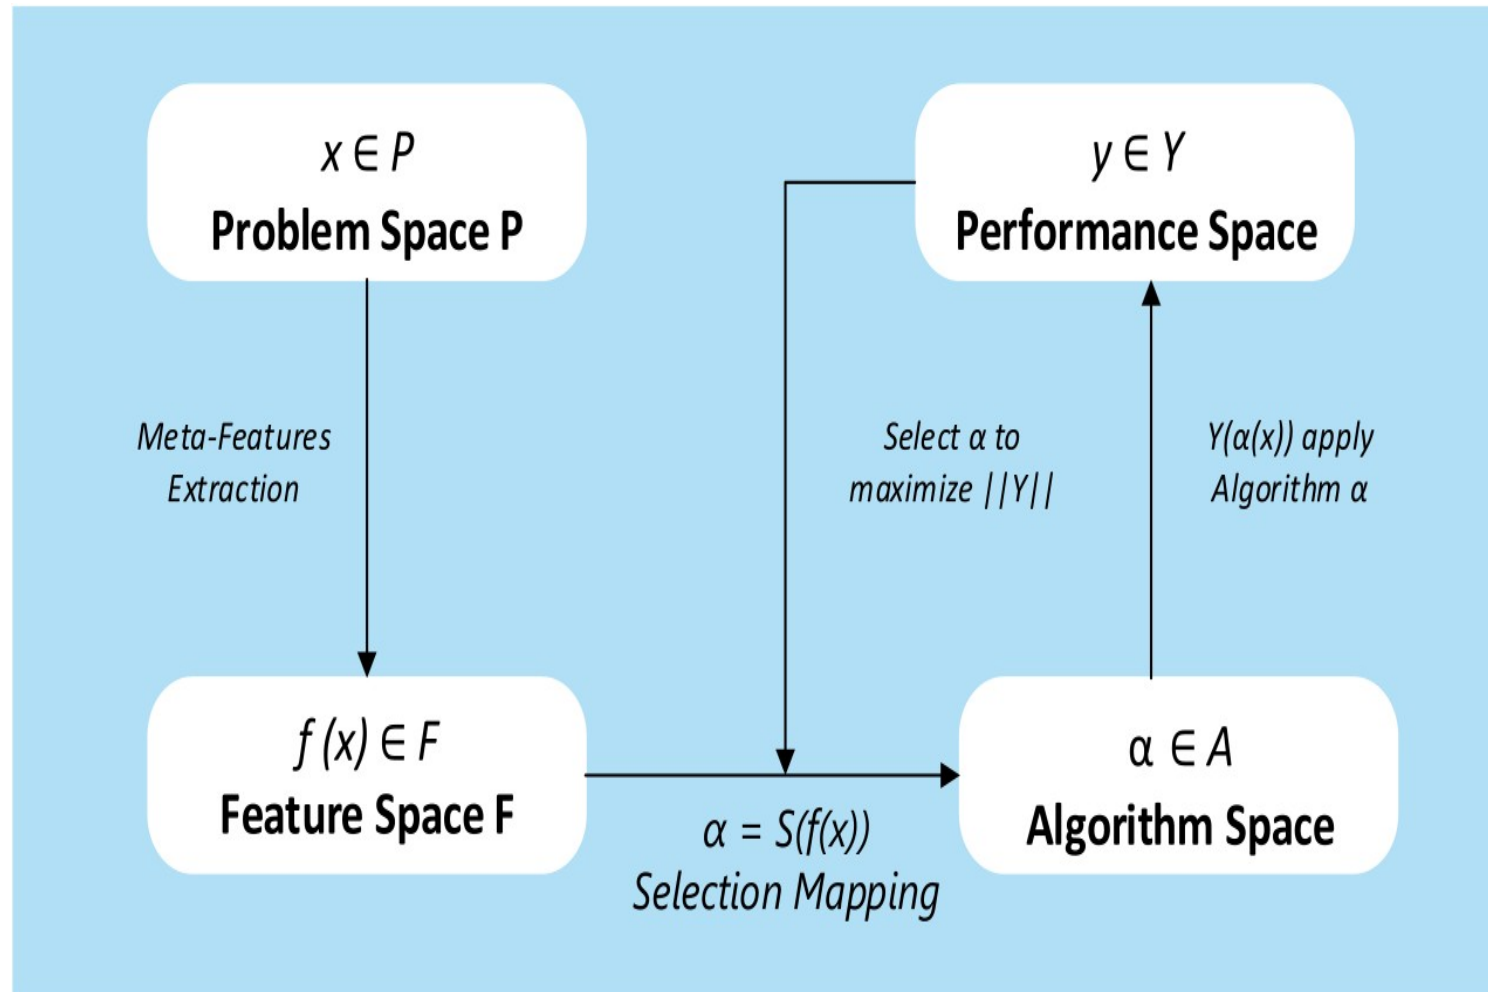 x ∈ P
Problem Space P
y ∈ Y
Performance Space
Meta-Features
Extraction
Select α to
maximize ||Y||
Y(α(x)) apply
Algorithm α
f (x) ∈ F
Feature Space F
α = S(f(x))
Selection Mapping
α ∈ A
Algorithm Space